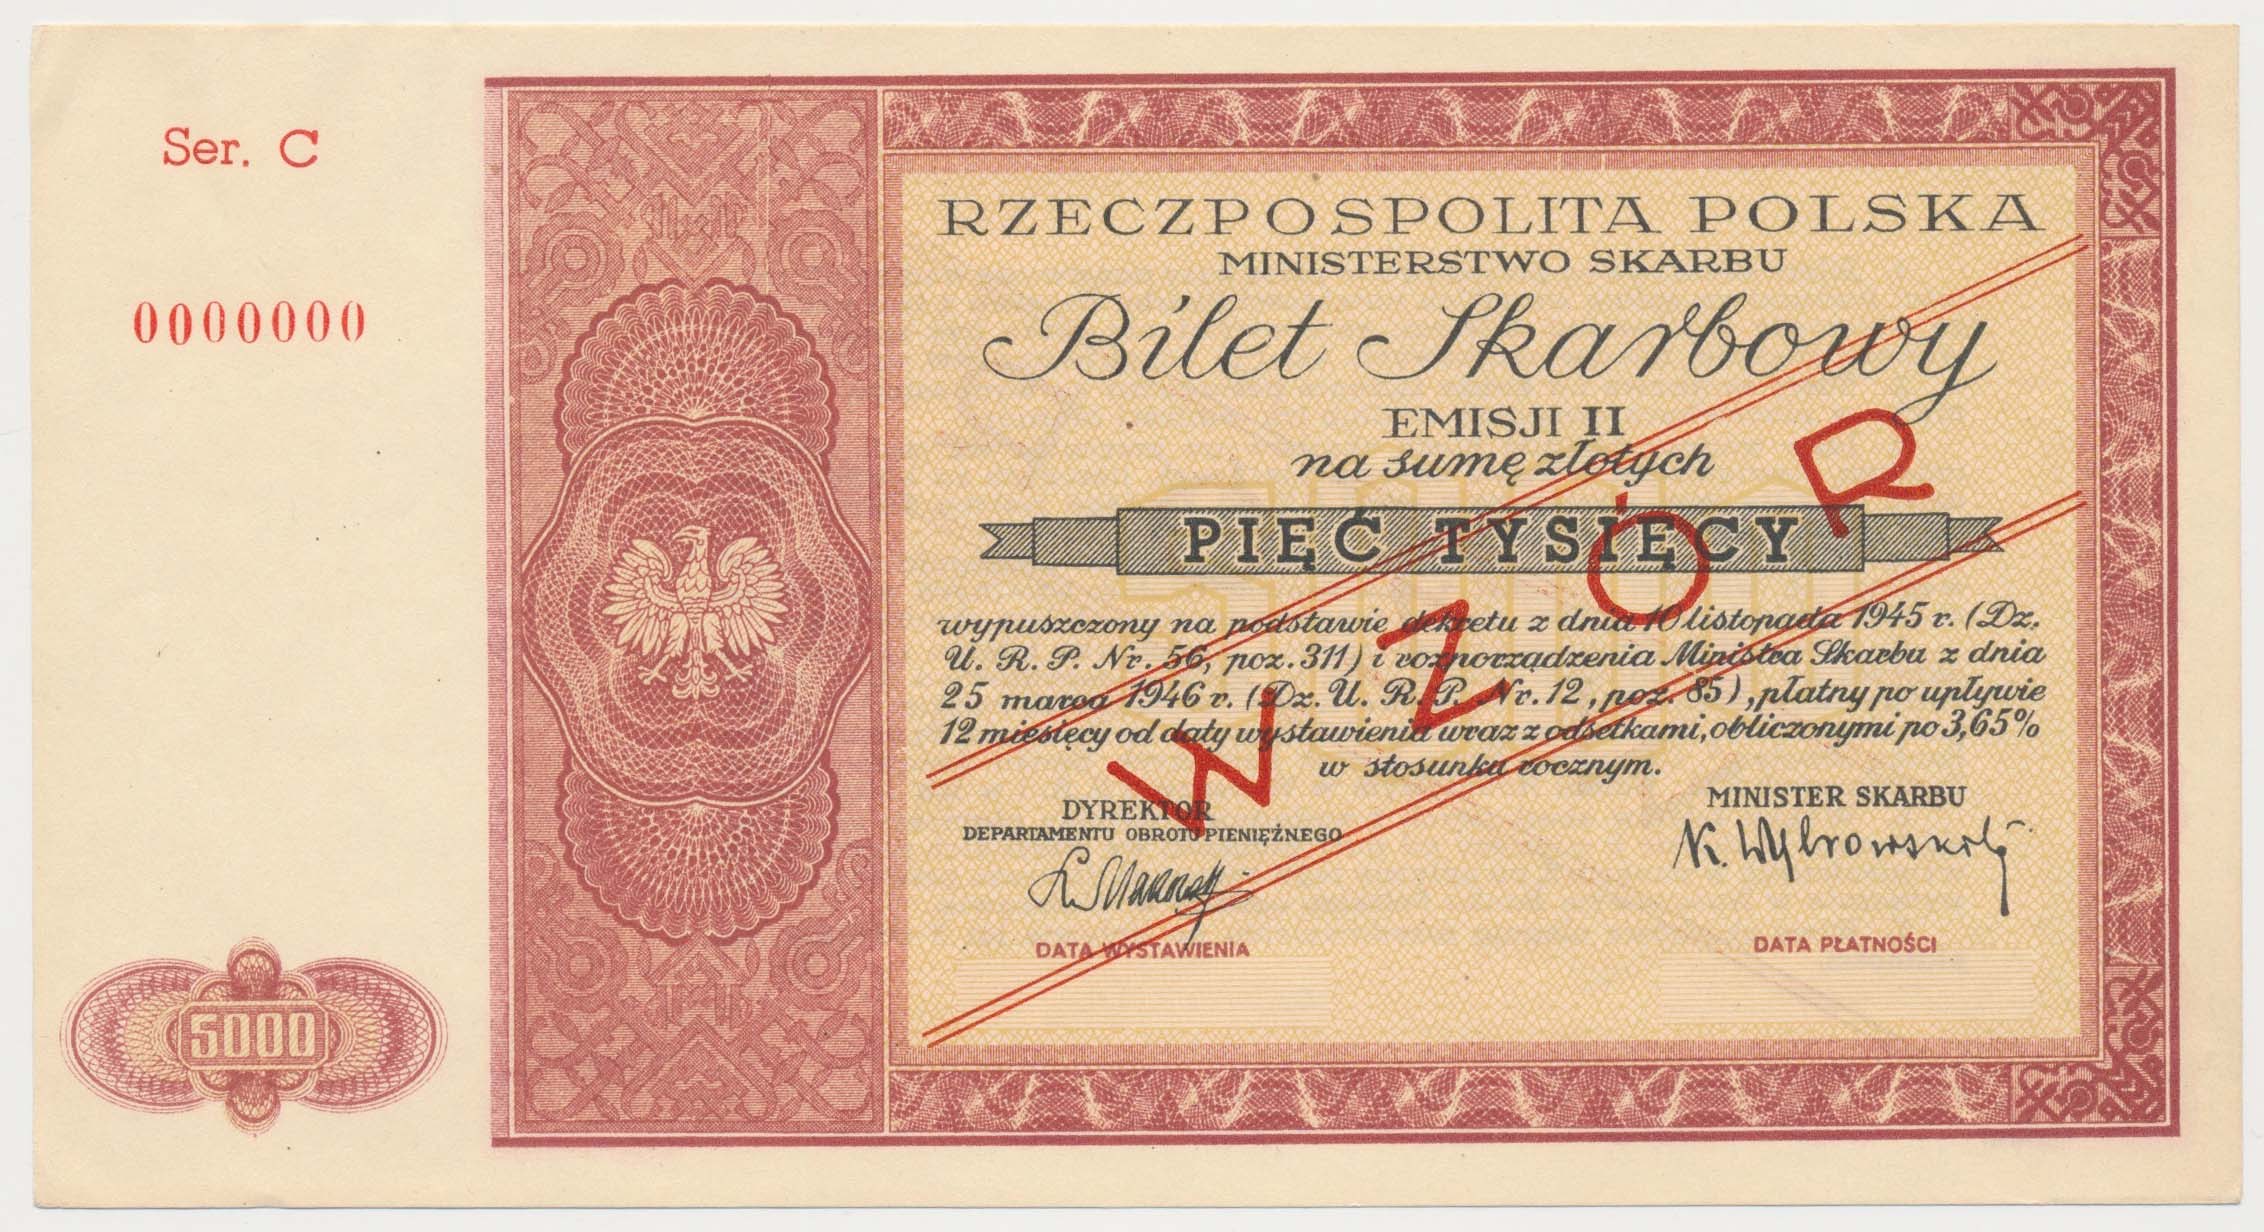 Ser. C
0000000
5000
RZECZPOSPOLITA POLSKA
MINISTERSTWO SKARBU
Bilet Skarbowy
EMISJI II
na sumę złotych
PIĘĆ TYSIĘCY
wypuszczony na podstawie dekretu z dnia 10 listopada 1945 r. (Dz.
U. R. P. Nr. 56, poz. 311) i rozporządzenia Ministra Skarbu z dnia
25 marca 1946 r. (Dz. U. R. P. Nr. 12, poz. 85), płatny po upływie
12 miesięcy od daty wystawienia wraz z odsetkami, obliczonymi po 3,65%
w stosunku rocznym.
DYREKTOR
DEPARTAMENTU OBROTU PIENIĘŻNEGO
MINISTER SKARBU
DATA WYSTAWIENIA
DATA PŁATNOŚCI
WZÓR